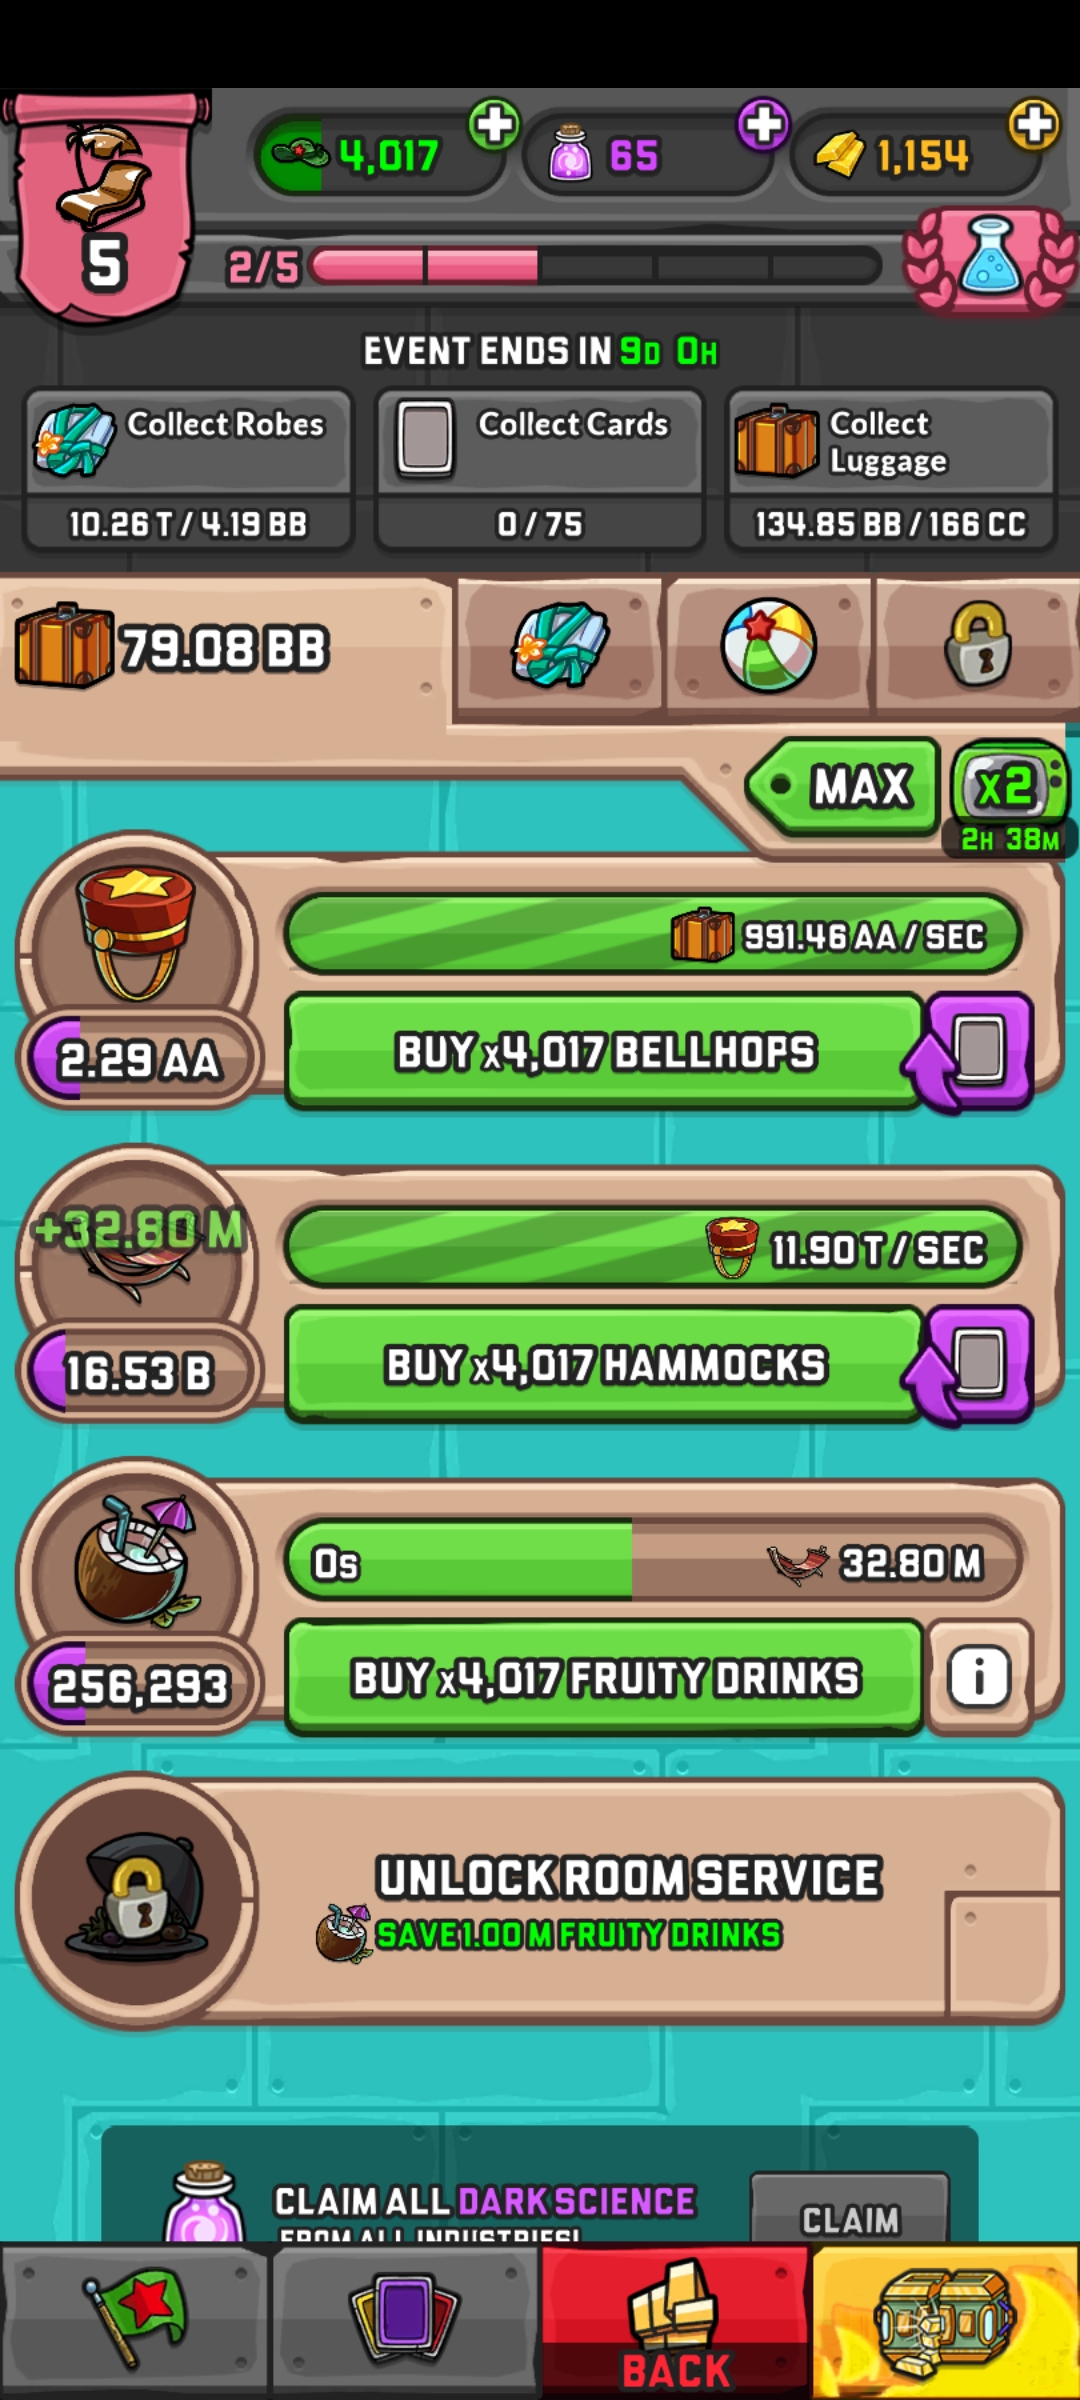 4,017
65
1,154
5
2/5
EVENT ENDS IN 9D 0H
Collect Robes
10.26 T / 4.19 BB
Collect Cards
0 / 75
Collect
Luggage
134.85 BB / 166 CC
79.08 BB
MAX
x2
2H 38M
991.46 AA / SEC
2.29 AA
BUY x4,017 BELLHOPS
+32.80 M
11.90 T / SEC
16.53 B
BUY x4,017 HAMMOCKS
0s
32.80 M
256,293
BUY x4,017 FRUITY DRINKS
i
UNLOCK ROOM SERVICE
SAVE 1.00 M FRUITY DRINKS
CLAIM ALL DARK SCIENCE
FROM ALL INDUSTRIES!
CLAIM
BACK